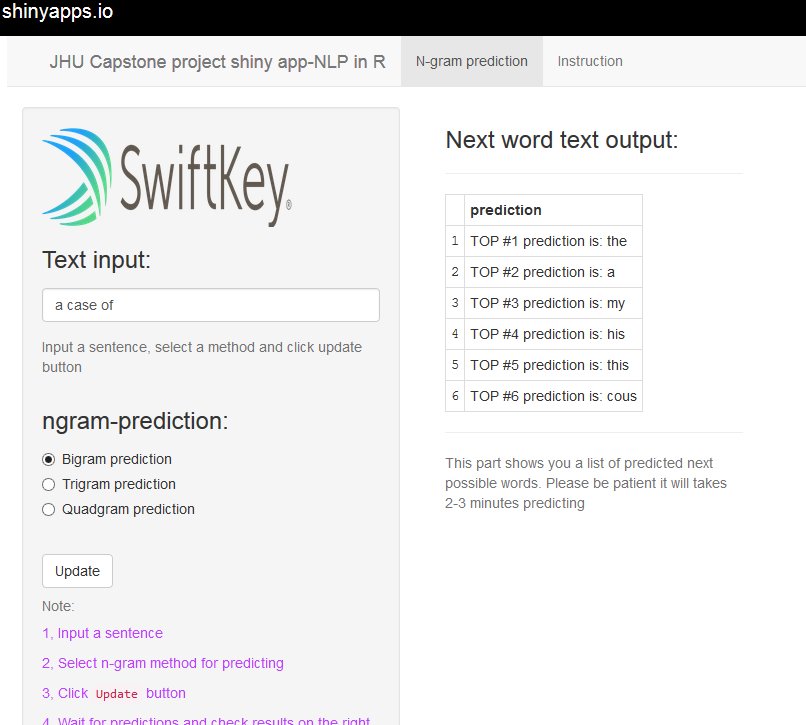 shinyapps.io
JHU Capstone project shiny app-NLP in R
N-gram prediction
Instruction
SwiftKey®
Text input:
a case of
Input a sentence, select a method and click update
button
ngram-prediction:
Bigram prediction
Trigram prediction
Quadgram prediction
Update
Note:
1, Input a sentence
2, Select n-gram method for predicting
3, Click Update button
4, Wait for predictions and check results on the right
Next word text output:
prediction
1 TOP #1 prediction is: the
2 TOP #2 prediction is: a
3 TOP #3 prediction is: my
4 TOP #4 prediction is: his
5 TOP #5 prediction is: this
6 TOP #6 prediction is: cous
This part shows you a list of predicted next
possible words. Please be patient it will takes
2-3 minutes predicting